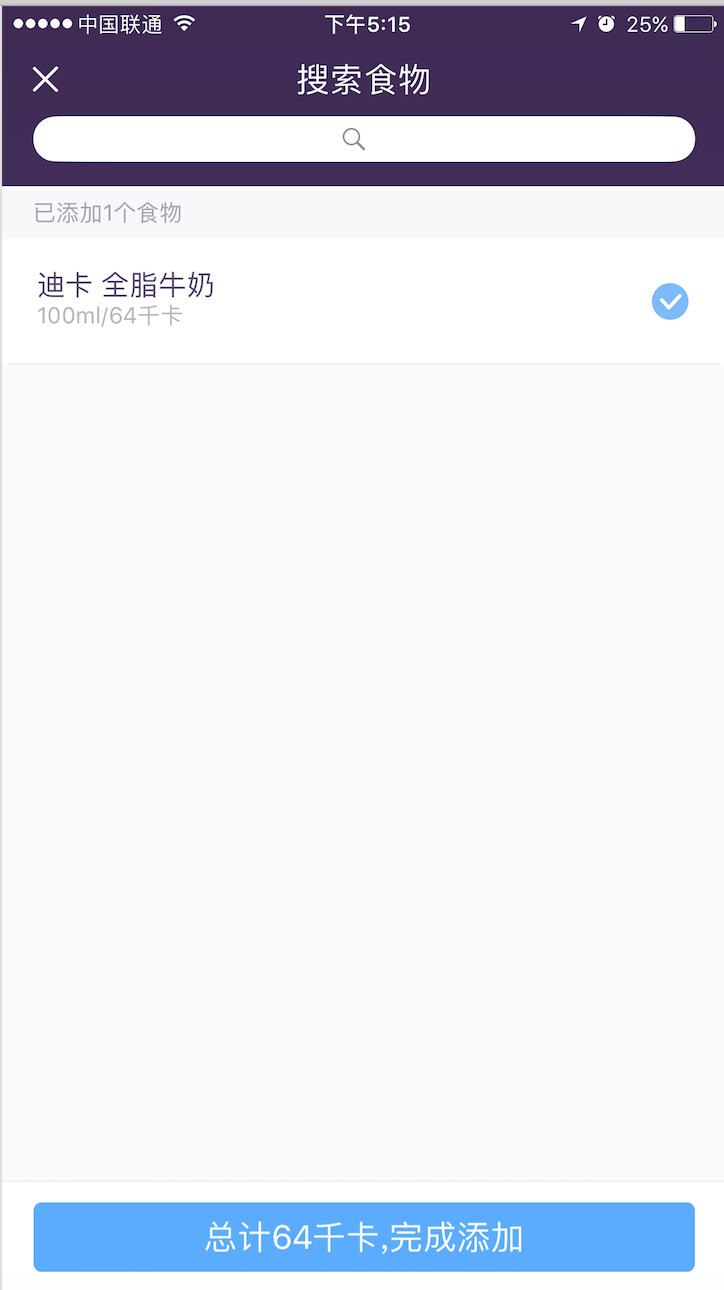 中国联通 下午5:15 25%
搜索食物
已添加1个食物
迪卡 全脂牛奶
100ml/64千卡
总计64千卡,完成添加